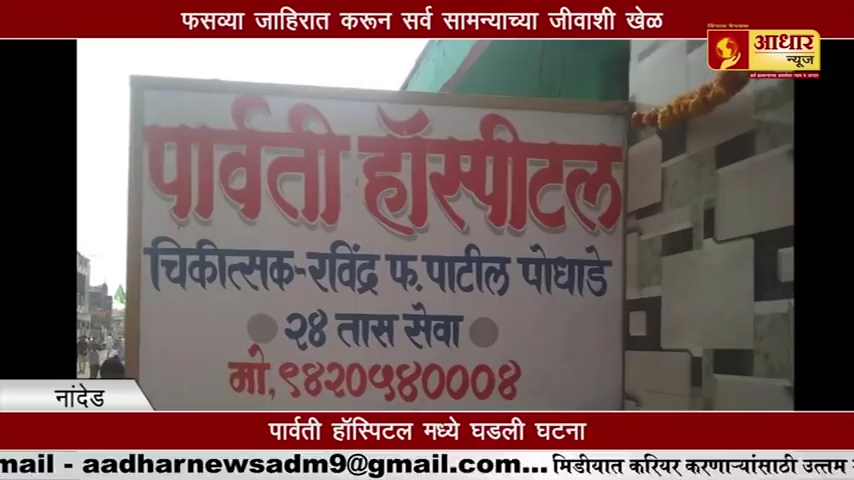 फसव्या जाहिरात करून सर्व सामन्याच्या जीवाशी खेळ
आधार
न्यूज
पार्वती हॉस्पीटल
चिकीत्सक-रविंद्र फ. पाटील पोधाडे
२४ तास सेवा
मो, ९४२०५४०००४
नांदेड
पार्वती हॉस्पिटल मध्ये घडली घटना
mail - aadharnewsadm9@gmail.com... मिडीयात करियर करणाऱ्यांसाठी उत्तम